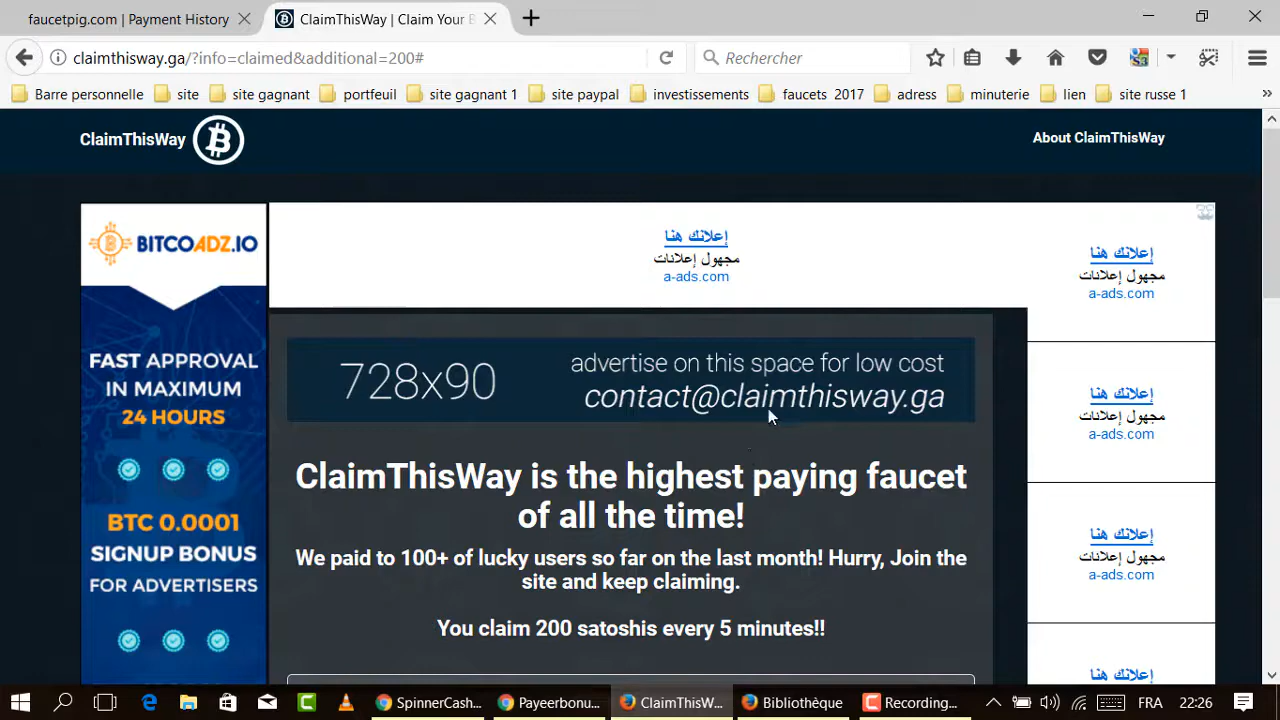 faucetpig.com | Payment History
ClaimThisWay | Claim Your B
claimthisway.ga/?info=claimed&additional=200#
Rechercher
Barre personnelle
site
site gagnant
portfeuil
site gagnant 1
site paypal
investissements
faucets 2017
adress
minuterie
lien
site russe 1
ClaimThisWay
About ClaimThisWay
BITCOADZ.IO
FAST APPROVAL
IN MAXIMUM
24 HOURS
BTC 0.0001
SIGNUP BONUS
FOR ADVERTISERS
إعلانك هنا
مجهول إعلانات
a-ads.com
728x90
advertise on this space for low cost
contact@claimthisway.ga
ClaimThisWay is the highest paying faucet
of all the time!
We paid to 100+ of lucky users so far on the last month! Hurry, Join the
site and keep claiming.
You claim 200 satoshis every 5 minutes!!
إعلانك هنا
مجهول إعلانات
a-ads.com
إعلانك هنا
مجهول إعلانات
a-ads.com
إعلانك هنا
مجهول إعلانات
a-ads.com
إعلانك هنا
SpinnerCash...
Payeerbonu...
ClaimThisW...
Bibliothèque
Recording...
FRA
22:26